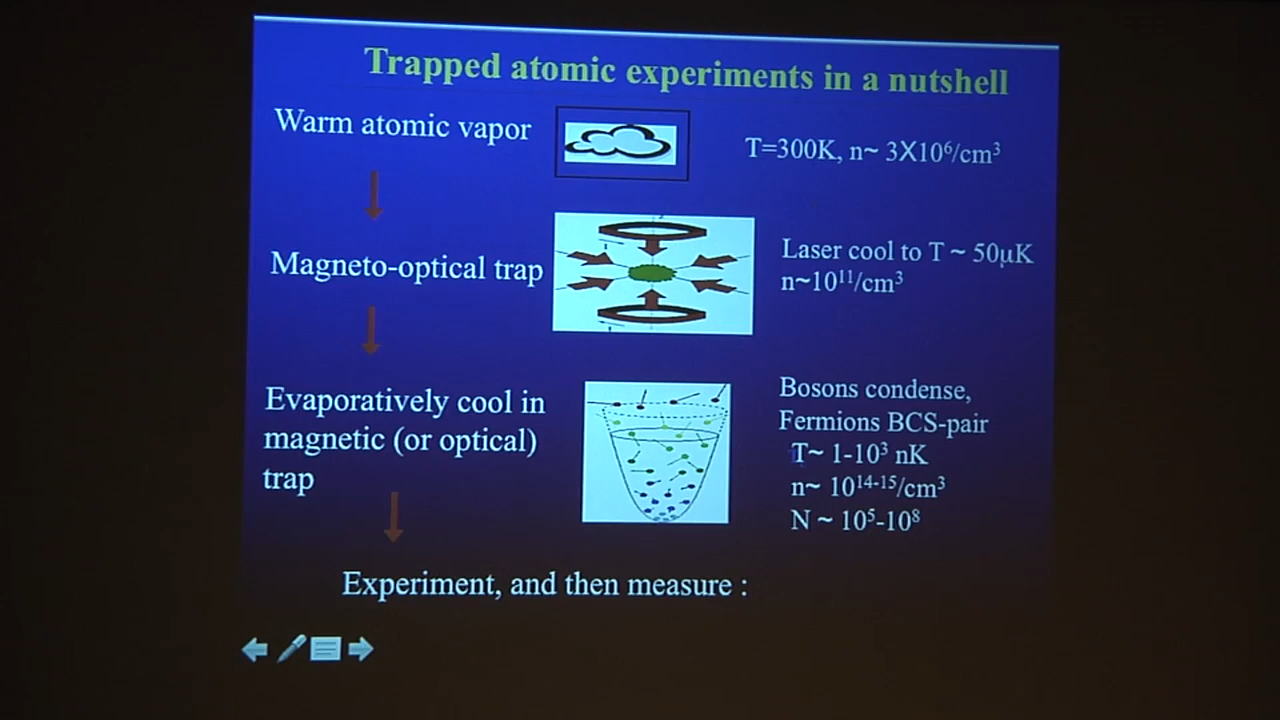 Trapped atomic experiments in a nutshell
Warm atomic vapor
T=300K, n~ 3X10⁶/cm³
Magneto-optical trap
Laser cool to T ~ 50μK
n~10¹¹/cm³
Evaporatively cool in
magnetic (or optical)
trap
Bosons condense,
Fermions BCS-pair
T~ 1-10³ nK
n~ 10¹⁴⁻¹⁵/cm³
N ~ 10⁵-10⁸
Experiment, and then measure :